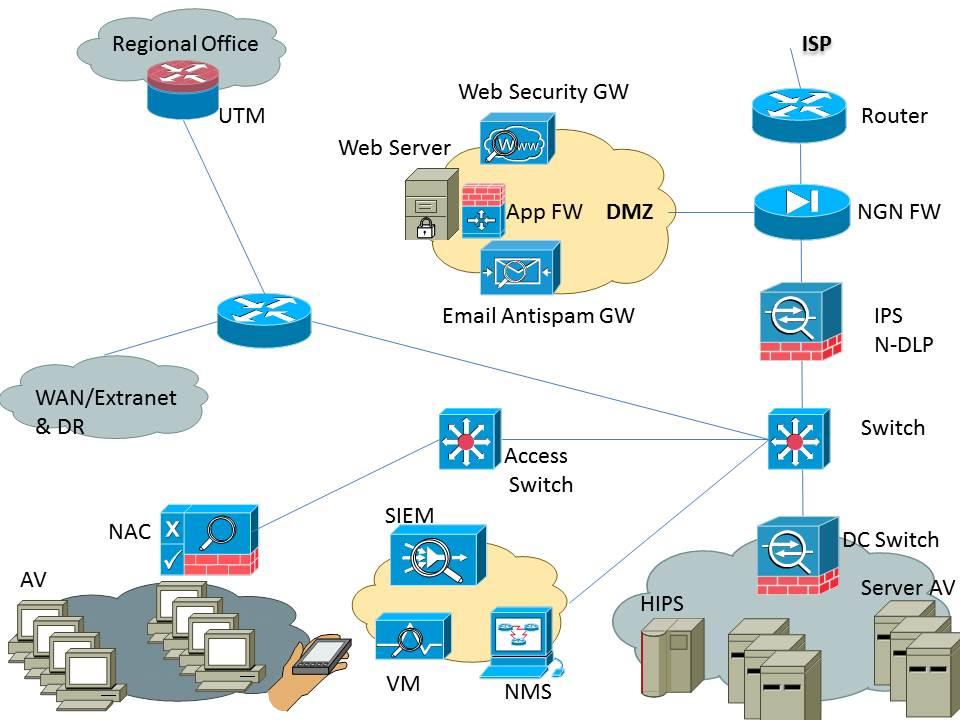 Regional Office
ISP
Web Security GW
UTM
Router
Web Server
www
App FW
DMZ
NGN FW
Email Antispam GW
IPS
N-DLP
WAN/Extranet
& DR
Switch
Access
Switch
SIEM
NAC
X
DC Switch
AV
Server AV
HIPS
VM
NMS